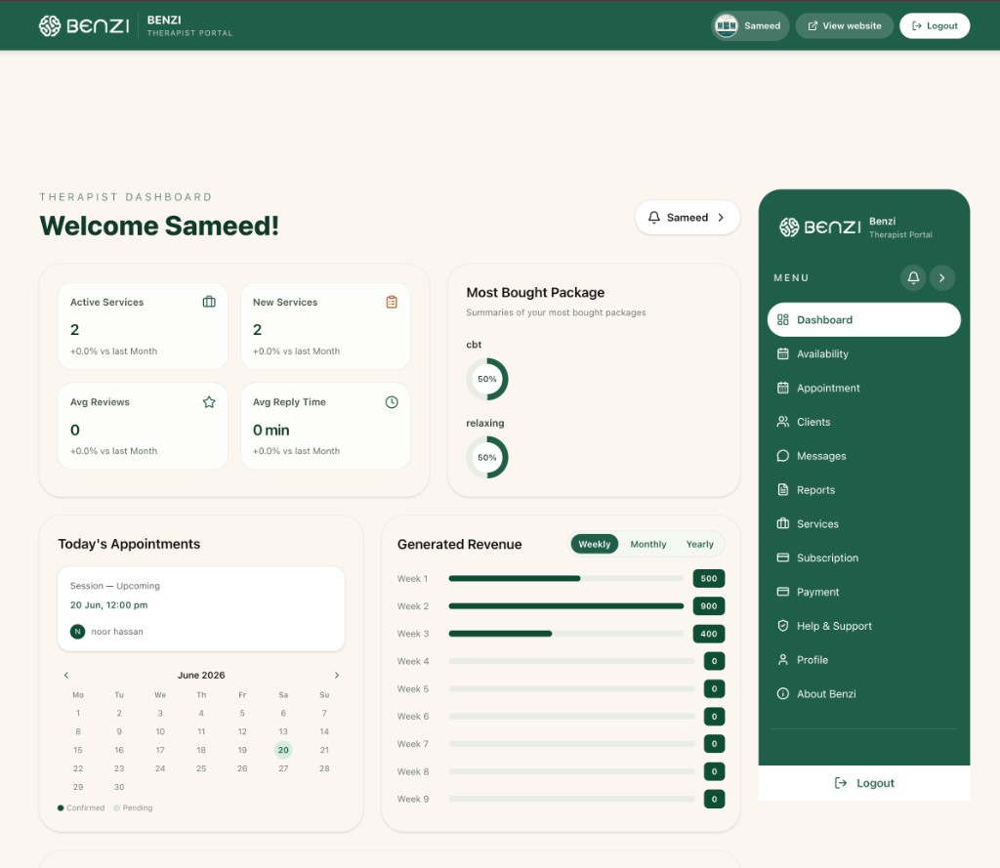 BENZI
BENZI
THERAPIST PORTAL
Sameed
View website
Logout
THERAPIST DASHBOARD
Welcome Sameed!
Sameed
Active Services
2
+0.0% vs last Month
New Services
2
+0.0% vs last Month
Avg Reviews
0
+0.0% vs last Month
Avg Reply Time
0 min
+0.0% vs last Month
Most Bought Package
Summaries of your most bought packages
cbt
50%
relaxing
50%
Today's Appointments
Session — Upcoming
20 Jun, 12:00 pm
N noor hassan
June 2026
Mo Tu We Th Fr Sa Su
1 2 3 4 5 6 7
8 9 10 11 12 13 14
15 16 17 18 19 20 21
22 23 24 25 26 27 28
29 30
Confirmed Pending
Generated Revenue
Weekly Monthly Yearly
Week 1 500
Week 2 900
Week 3 400
Week 4 0
Week 5 0
Week 6 0
Week 7 0
Week 8 0
Week 9 0
BENZI
Benzi
Therapist Portal
MENU
Dashboard
Availability
Appointment
Clients
Messages
Reports
Services
Subscription
Payment
Help & Support
Profile
About Benzi
Logout